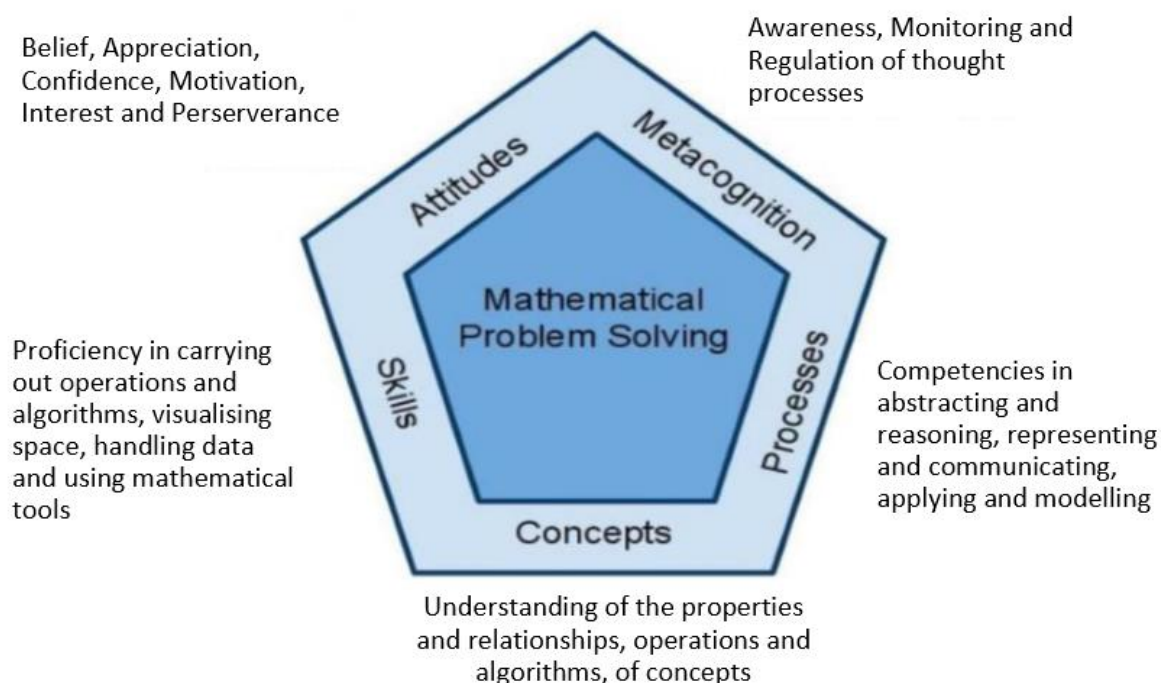 Belief, Appreciation,
Confidence, Motivation,
Interest and Perserverance
Awareness, Monitoring and
Regulation of thought
processes
Attitudes
Metacognition
Mathematical
Problem Solving
Skills
Processes
Concepts
Proficiency in carrying
out operations and
algorithms, visualising
space, handling data
and using mathematical
tools
Competencies in
abstracting and
reasoning, representing
and communicating,
applying and modelling
Understanding of the properties
and relationships, operations and
algorithms, of concepts